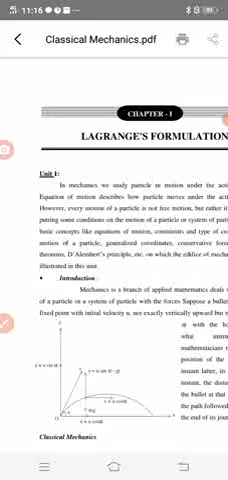 11:16
Classical Mechanics.pdf
CHAPTER - I
LAGRANGE'S FORMULATION
Unit 1:
In mechanics we study particle in motion under the acti
Equation of motion describes how particle moves under the acti
However, every motion of a particle is not free motion, but rather it
putting some conditions on the motion of a particle or system of parti
basic concepts like equations of motion, constraints and type of co
motion of a particle, generalized coordinates, conservative forc
theorems, D'Alembert's principle, etc. on which the edifice of mecha
illustrated in this unit.
• Introduction :
Mechanics is a branch of applied mathematics deals v
of a particle or a system of particle with the forces Suppose a bulle
fixed point with initial velocity u, not exactly vertically upward but m
α with the ho
what
mathematicians
position of the
instant latter, its
instant, the dista
the bullet at that
the path followed
the end of its jour
Classical Mechanics